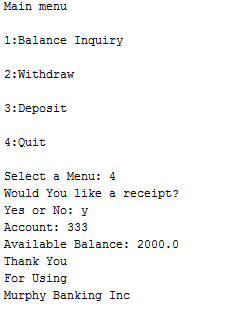 Main menu
1:Balance Inquiry
2:Withdraw
3:Deposit
4:Quit
Select a Menu: 4
Would You like a receipt?
Yes or No: y
Account: 333
Available Balance: 2000.0
Thank You
For Using
Murphy Banking Inc